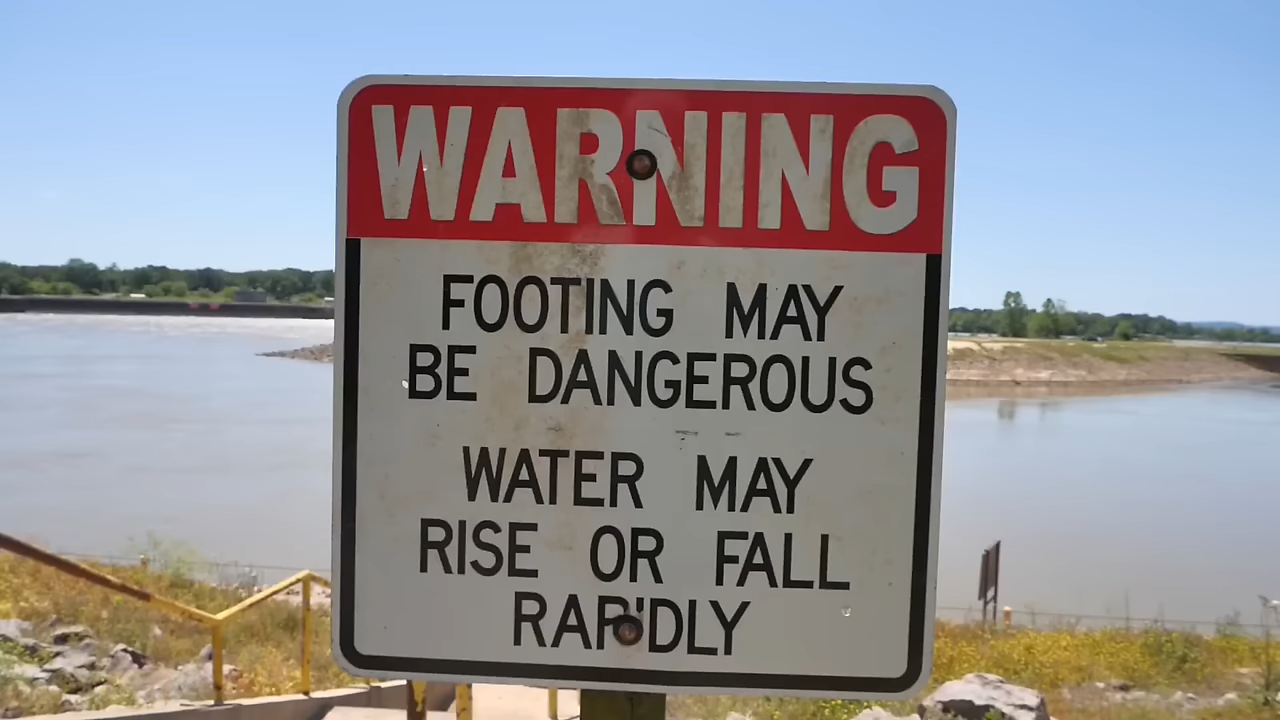 WARNING
FOOTING MAY
BE DANGEROUS
WATER MAY
RISE OR FALL
RAPIDLY